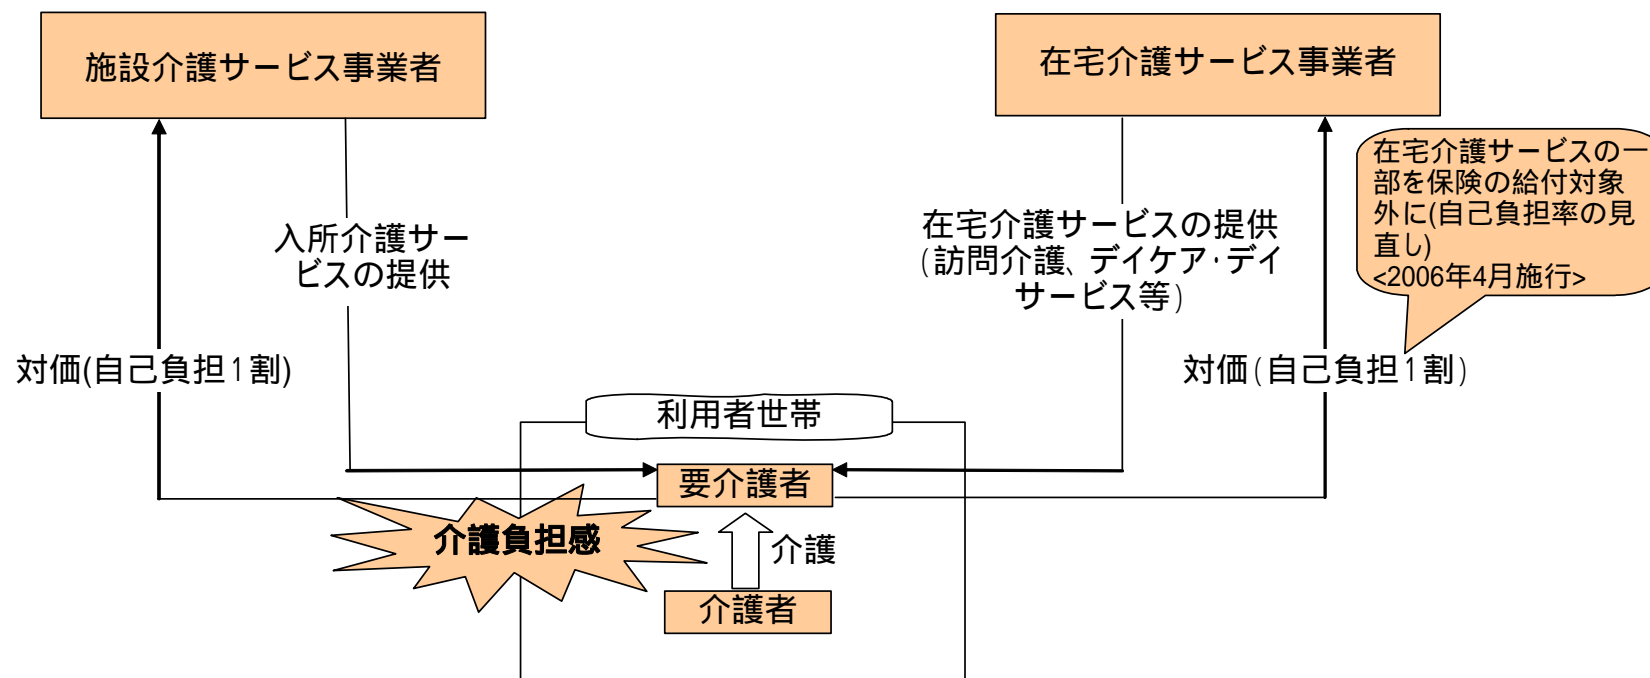 施設介護サービス事業者
在宅介護サービス事業者
在宅介護サービスの一
部を保険の給付対象
外に(自己負担率の見
直し)
<2006年4月施行>
入所介護サー
ビスの提供
在宅介護サービスの提供
(訪問介護、デイケア・デイ
サービス等)
対価(自己負担1割)
対価(自己負担1割)
利用者世帯
要介護者
介護負担感
介護
介護者